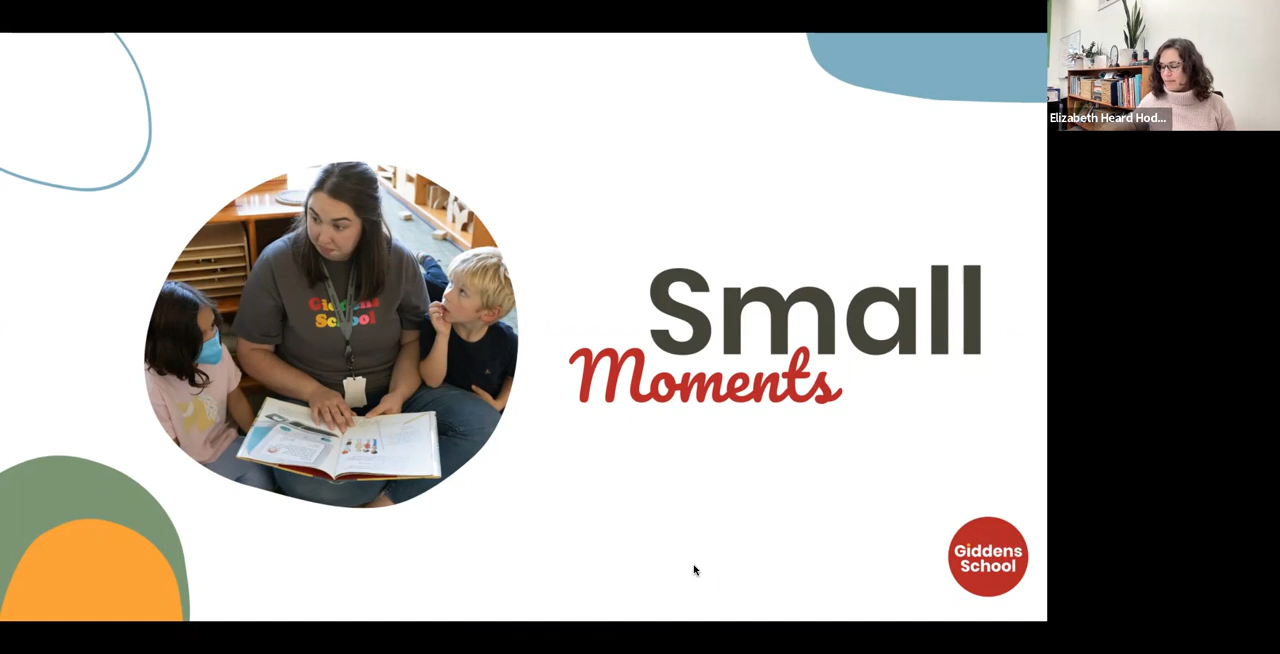 Small
Moments
Giddens
School
Giddens
School
Elizabeth Heard Hod...